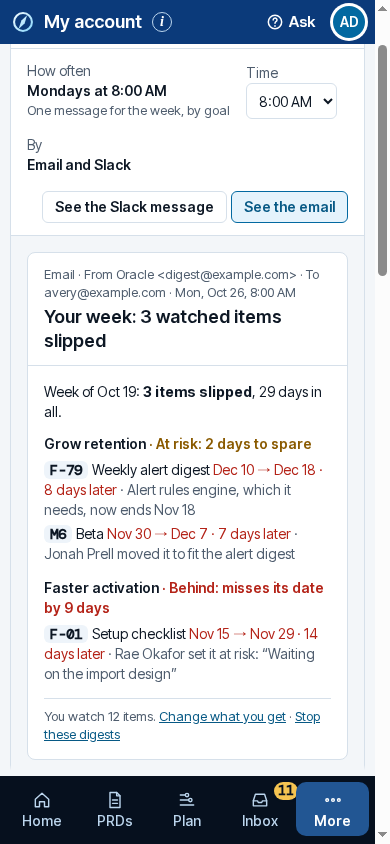 My account i Ask AD
How often
Mondays at 8:00 AM
One message for the week, by goal
Time
8:00 AM
By
Email and Slack
See the Slack message See the email
Email · From Oracle <digest@example.com> · To
avery@example.com · Mon, Oct 26, 8:00 AM
Your week: 3 watched items
slipped
Week of Oct 19: 3 items slipped, 29 days in
all.
Grow retention · At risk: 2 days to spare
F-79 Weekly alert digest Dec 10 → Dec 18 ·
8 days later · Alert rules engine, which it
needs, now ends Nov 18
M6 Beta Nov 30 → Dec 7 · 7 days later ·
Jonah Prell moved it to fit the alert digest
Faster activation · Behind: misses its date
by 9 days
F-01 Setup checklist Nov 15 → Nov 29 · 14
days later · Rae Okafor set it at risk: “Waiting
on the import design”
You watch 12 items. Change what you get · Stop
these digests
11
Home PRDs Plan Inbox More